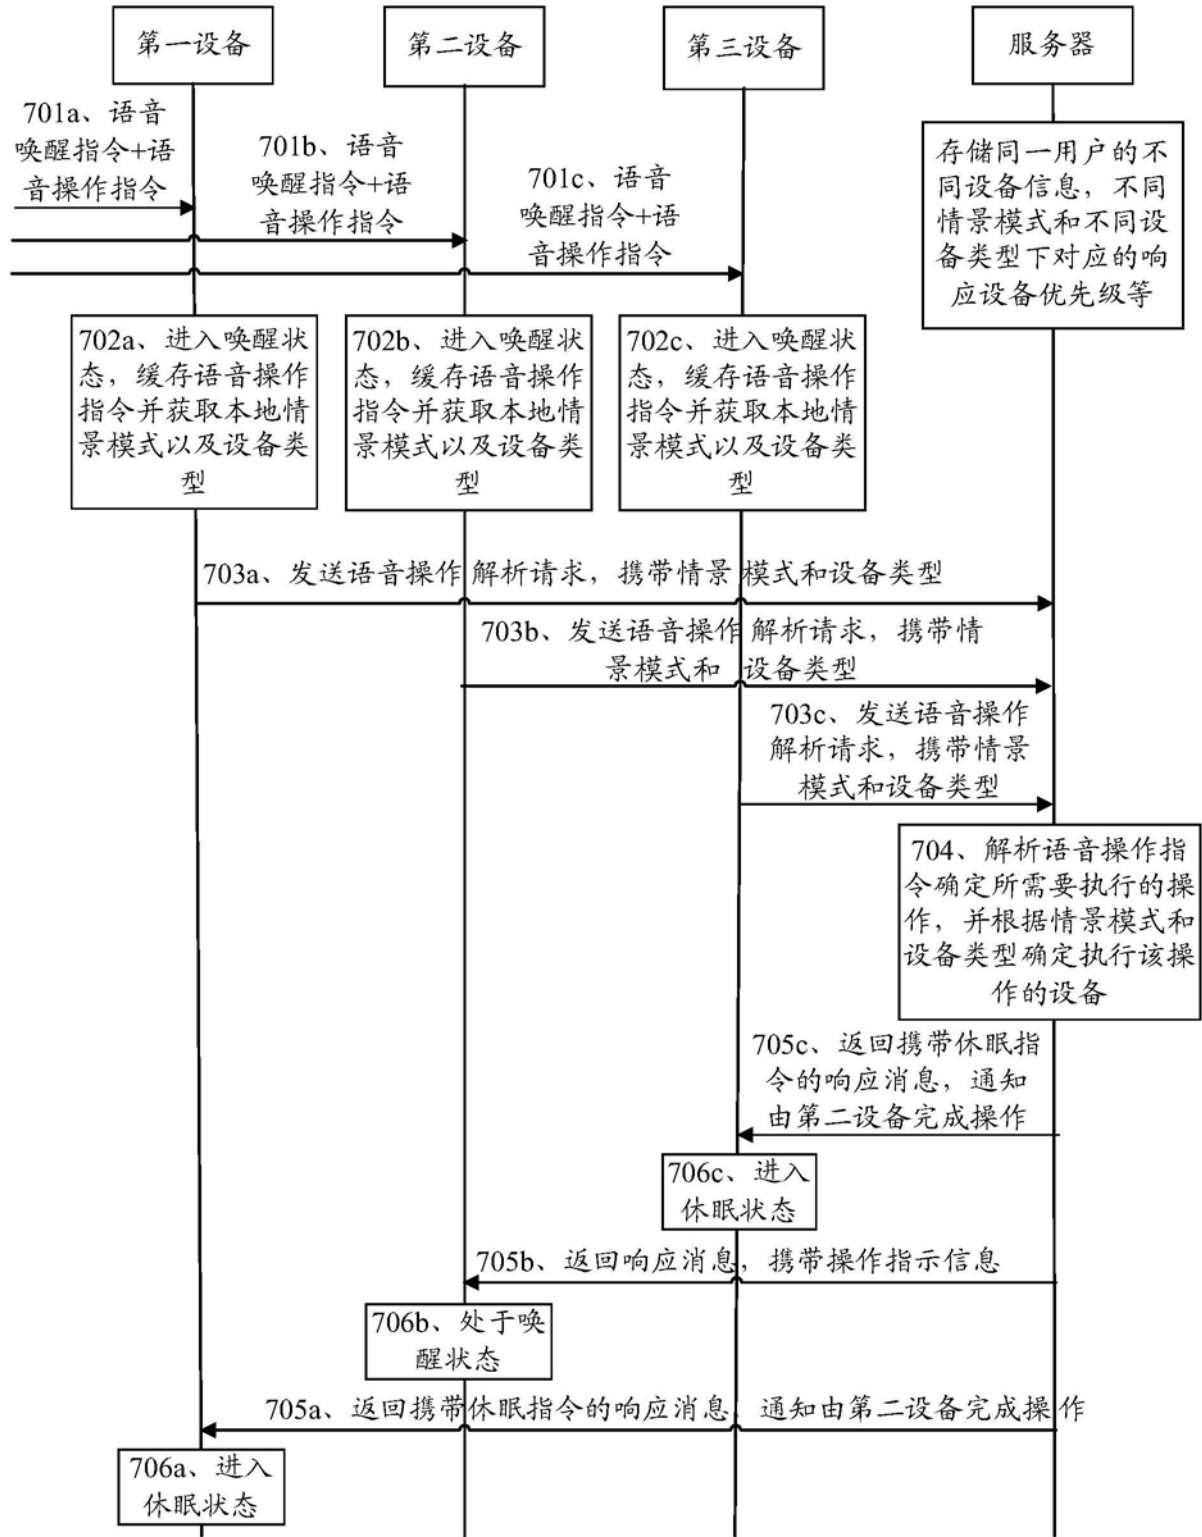 第一设备
第二设备
第三设备
服务器
701a、语音
唤醒指令+语
音操作指令
701b、语音
唤醒指令+语
音操作指令
701c、语音
唤醒指令+语
音操作指令
存储同一用户的不
同设备信息，不同
情景模式和不同设
备类型下对应的响
应设备优先级等
702a、进入唤醒状
态，缓存语音操作
指令并获取本地情
景模式以及设备类
型
702b、进入唤醒状
态，缓存语音操作
指令并获取本地情
景模式以及设备类
型
702c、进入唤醒状
态，缓存语音操作
指令并获取本地情
景模式以及设备类
型
703a、发送语音操作解析请求，携带情景模式和设备类型
703b、发送语音操作解析请求，携带情
景模式和设备类型
703c、发送语音操作
解析请求，携带情景
模式和设备类型
704、解析语音操作指
令确定所需要执行的操
作，并根据情景模式和
设备类型确定执行该操
作的设备
705c、返回携带休眠指
令的响应消息，通知
由第二设备完成操作
706c、进入
休眠状态
705b、返回响应消息，携带操作指示信息
706b、处于唤
醒状态
705a、返回携带休眠指令的响应消息，通知由第二设备完成操作
706a、进入
休眠状态